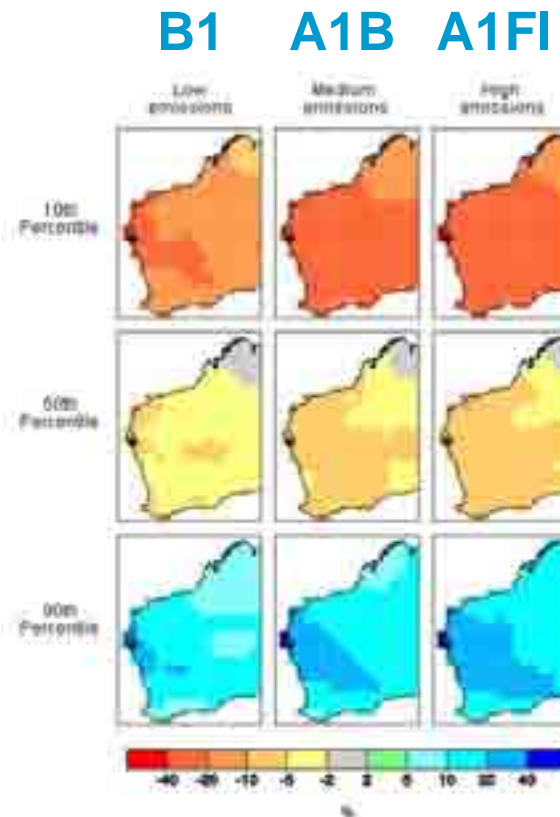 B1 A1B A1FI
Low emissions
Medium emissions
High emissions
10th Percentile
50th Percentile
90th Percentile
-40 -20 -10 -5 -2 2 5 10 20 40
%